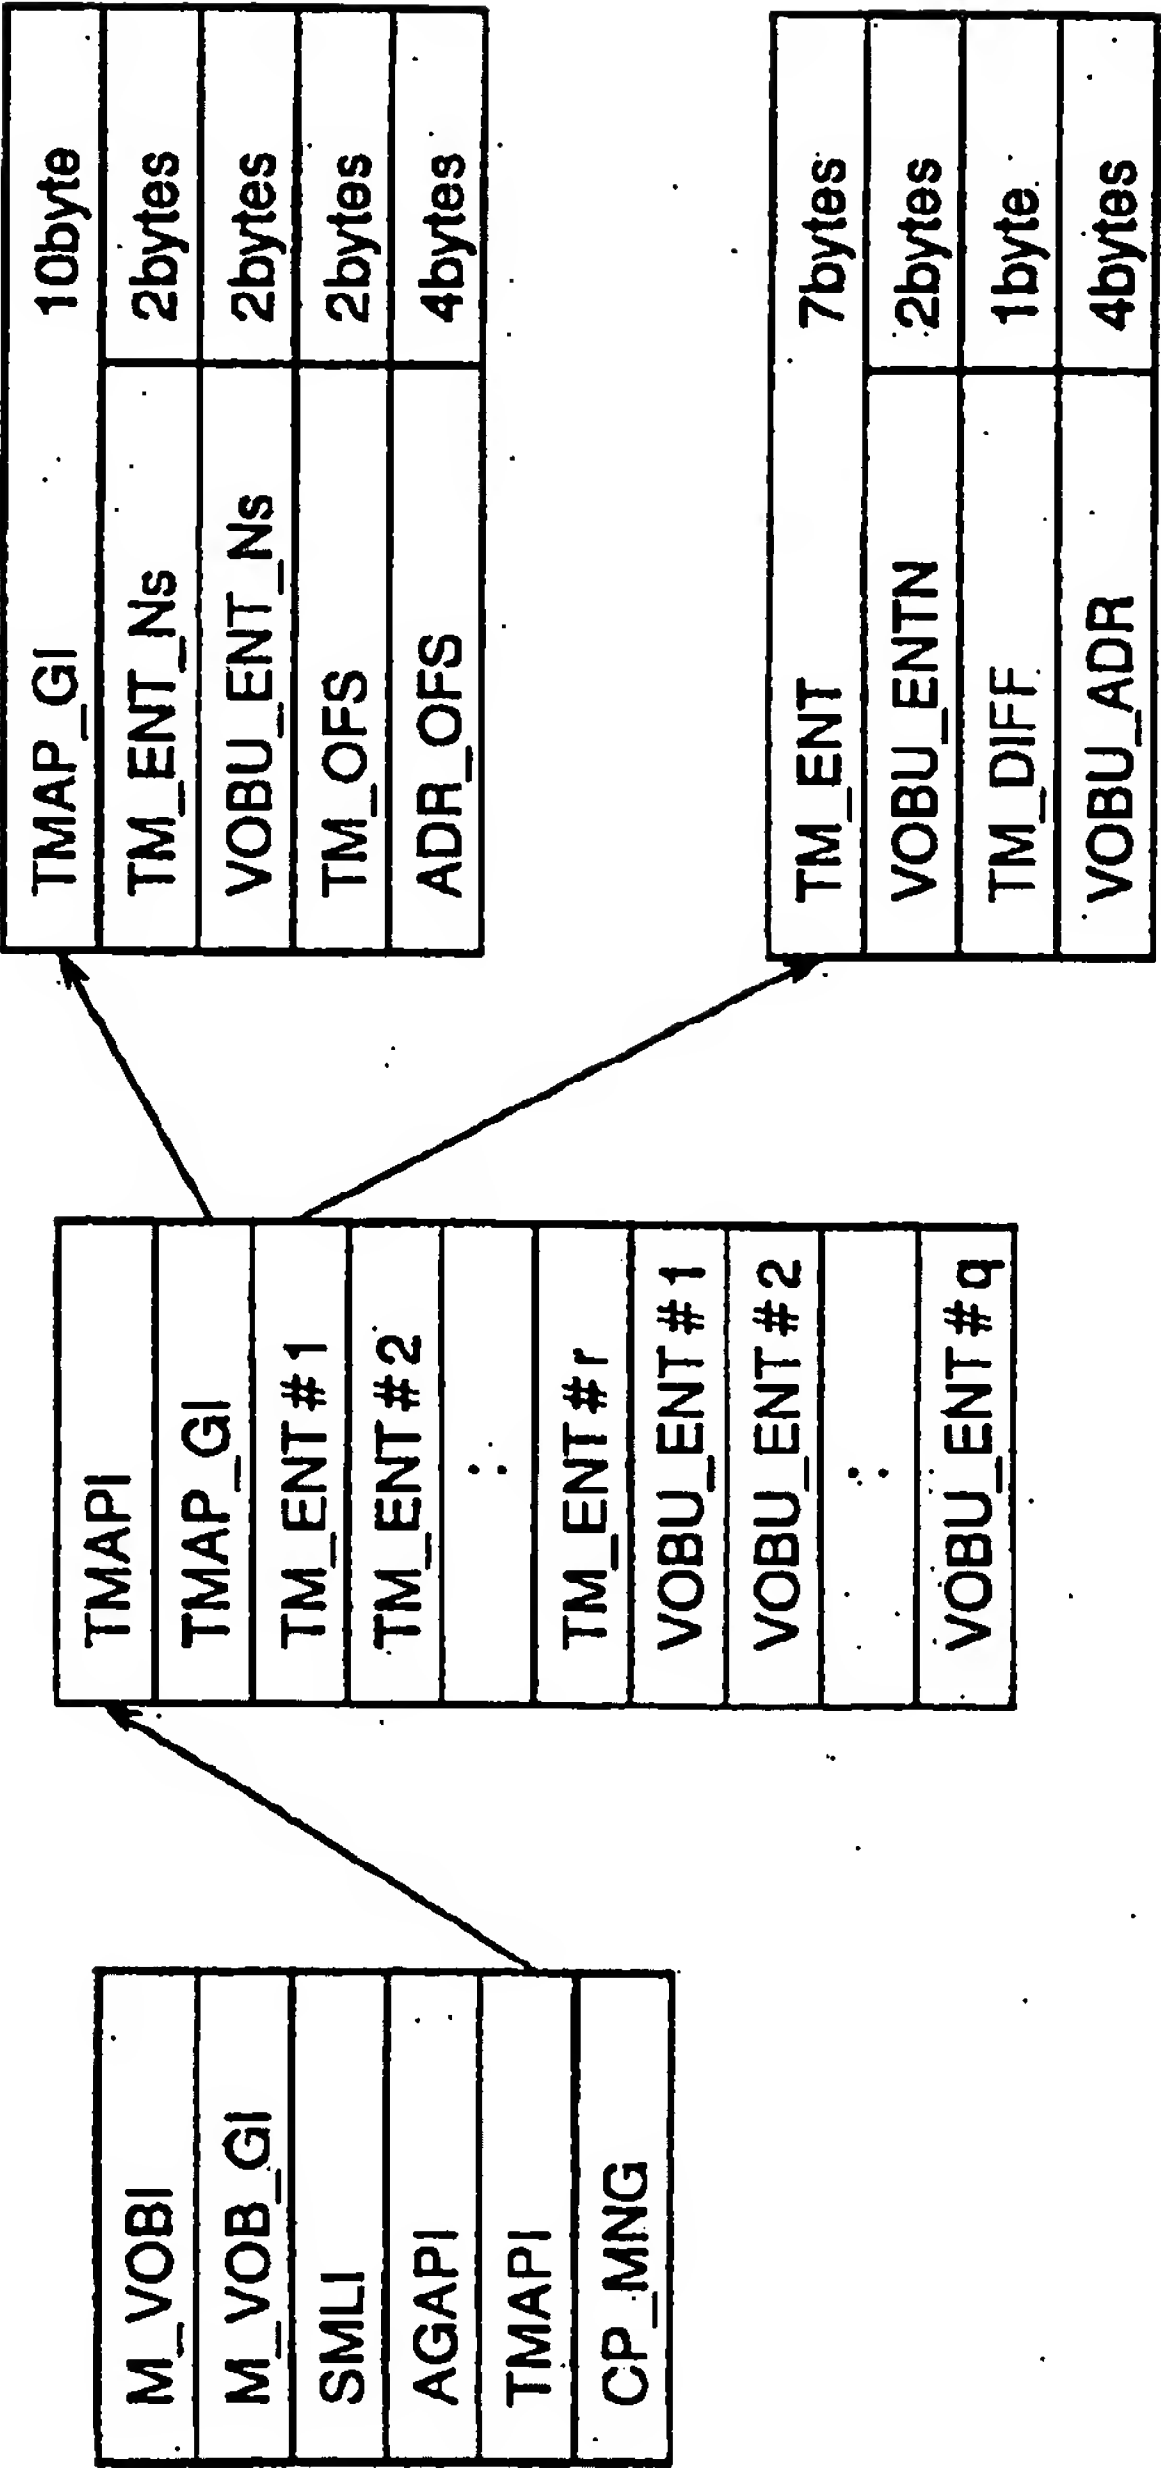 M_VOBI
M_VOB_GI
SMLI
AGAPI
TMAPI
CP_MNG
TMAPI
TMAP_GI
TM_ENT#1
TM_ENT#2
: 
TM_ENT#r
VOBU_ENT#1
VOBU_ENT#2
:
VOBU_ENT#q
TMAP_GI 10byte
TM_ENT_Ns 2bytes
VOBU_ENT_Ns 2bytes
TM_OFS 2bytes
ADR_OFS 4bytes
TM_ENT 7bytes
VOBU_ENTN 2bytes
TM_DIFF 1byte
VOBU_ADR 4bytes